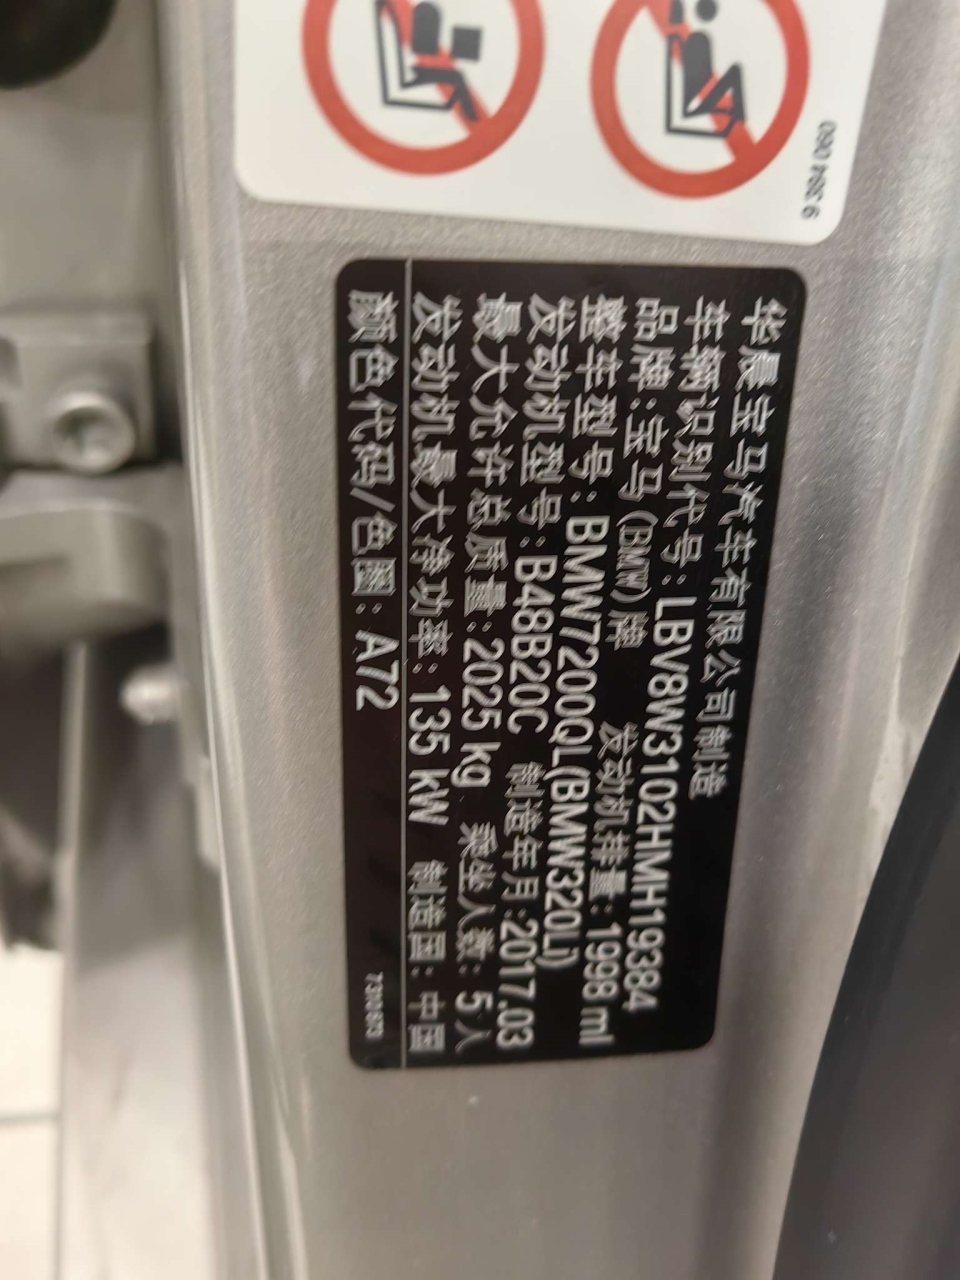 9 384 060
华晨宝马汽车有限公司制造
车辆识别代号：LBV8W3102HMH19384
品牌：宝马（BMW）牌 发动机排量：1998 ml
整车型号：BMW7200QL(BMW320Li)
发动机型号：B48B20C 制造年月：2017.03
最大允许总质量：2025 kg 乘坐人数：5 人
发动机最大净功率：135 kW 制造国：中国
颜色代码/色图：A72